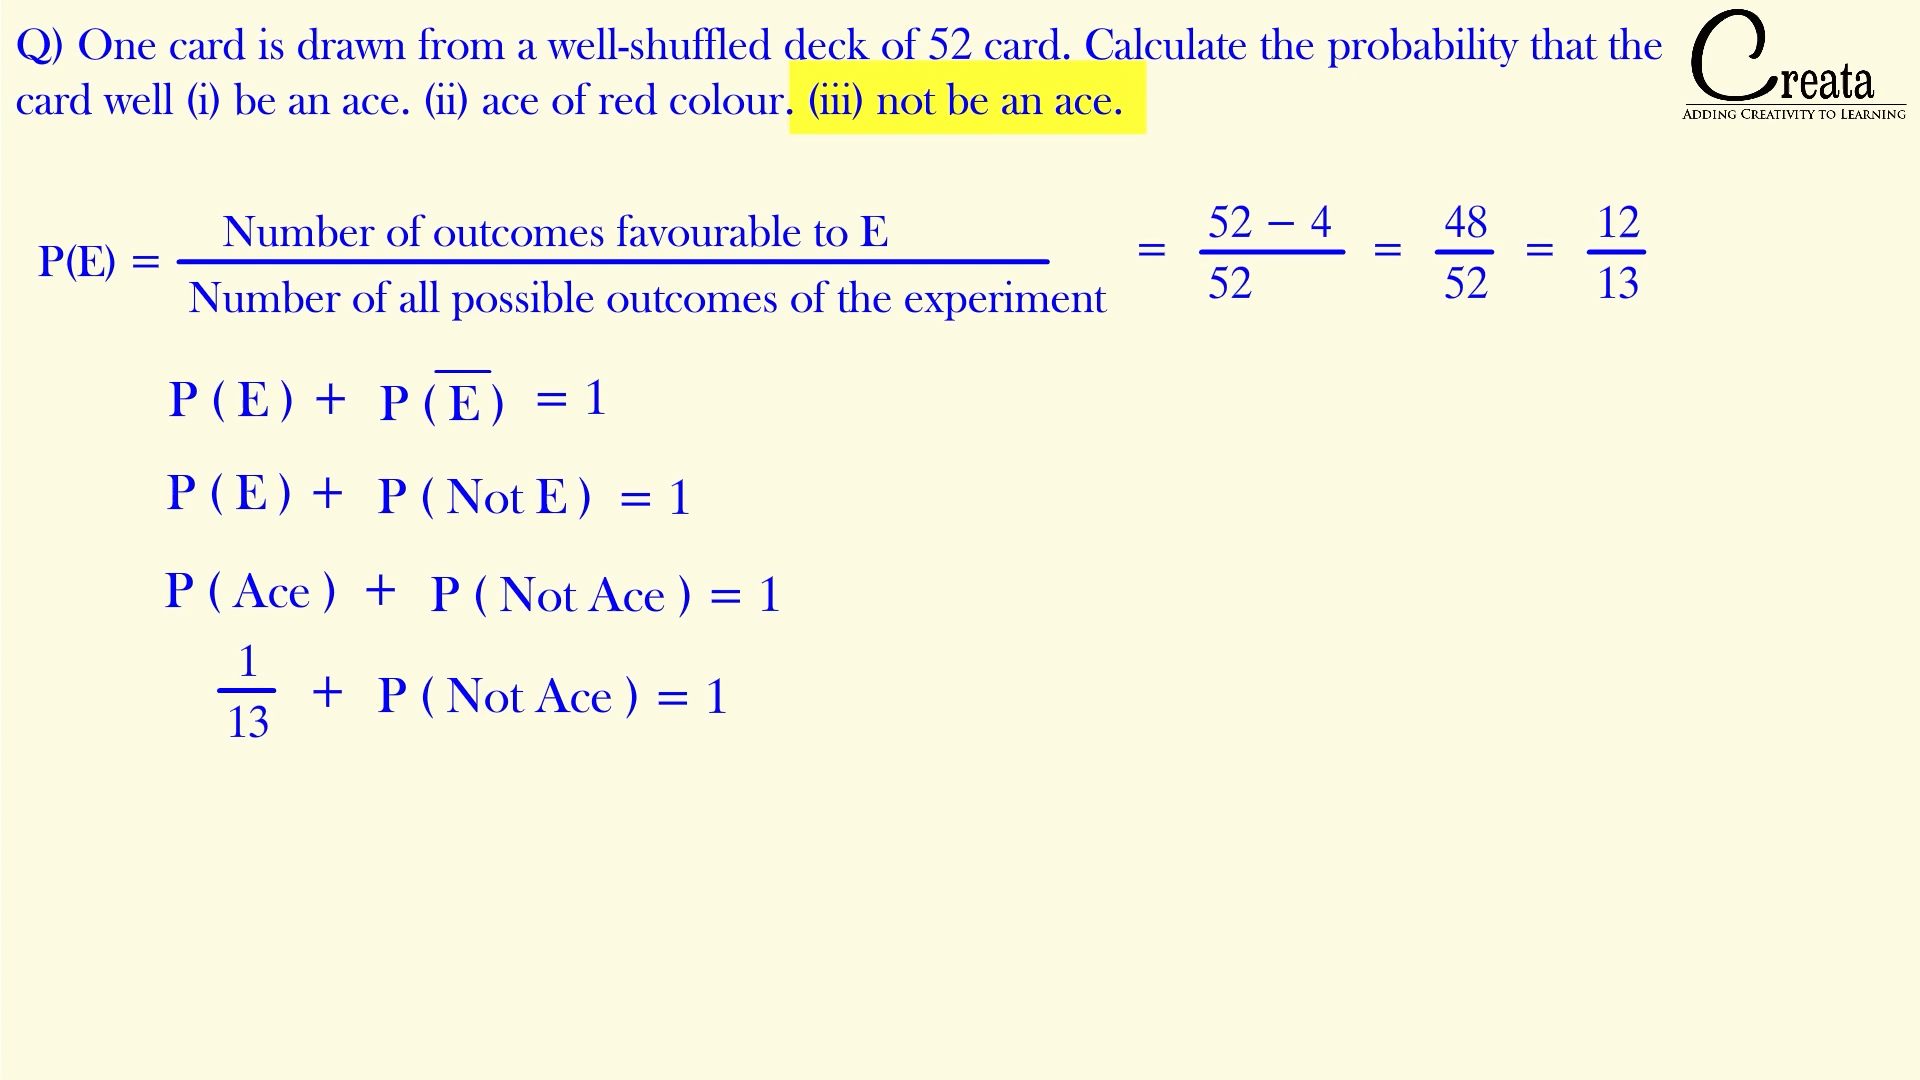 Q) One card is drawn from a well-shuffled deck of 52 card. Calculate the probability that the
card well (i) be an ace. (ii) ace of red colour. (iii) not be an ace.
Creata
ADDING CREATIVITY TO LEARNING
P(E) = Number of outcomes favourable to E / Number of all possible outcomes of the experiment = 52 − 4 / 52 = 48 / 52 = 12 / 13
P ( E ) + P ( E̅ ) = 1
P ( E ) + P ( Not E ) = 1
P ( Ace ) + P ( Not Ace ) = 1
1 / 13 + P ( Not Ace ) = 1